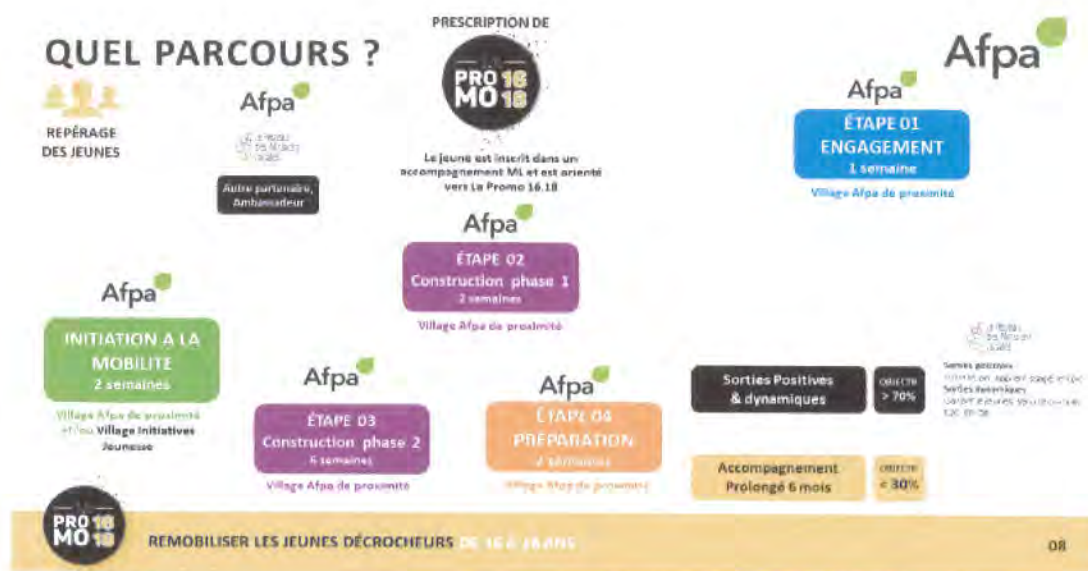 QUEL PARCOURS ?
REPÉRAGE
DES JEUNES
Afpa
Autre partenaire,
Ambassadeur
PRESCRIPTION DE
PRO 16
MO 18
Le jeune est inscrit dans un
accompagnement ML et est orienté
vers La Promo 16.18
Afpa
Afpa
ÉTAPE 01
ENGAGEMENT
1 semaine
Village Afpa de proximité
Afpa
ÉTAPE 02
Construction phase 1
2 semaines
Village Afpa de proximité
Afpa
INITIATION A LA
MOBILITE
2 semaines
Village Afpa de proximité
et/ou Village Initiatives
Jeunesse
Afpa
ÉTAPE 03
Construction phase 2
6 semaines
Village Afpa de proximité
Afpa
ÉTAPE 04
PRÉPARATION
semaines
Village Afpa de proximité
Sorties Positives
& dynamiques
OBJECTIF
> 70%
Sorties positives
Sorties dynamiques
Accompagnement
Prolongé 6 mois
OBJECTIF
< 30%
PRO 16
MO 18
REMOBILISER LES JEUNES DÉCROCHEURS DE 16 À 18 ANS
08